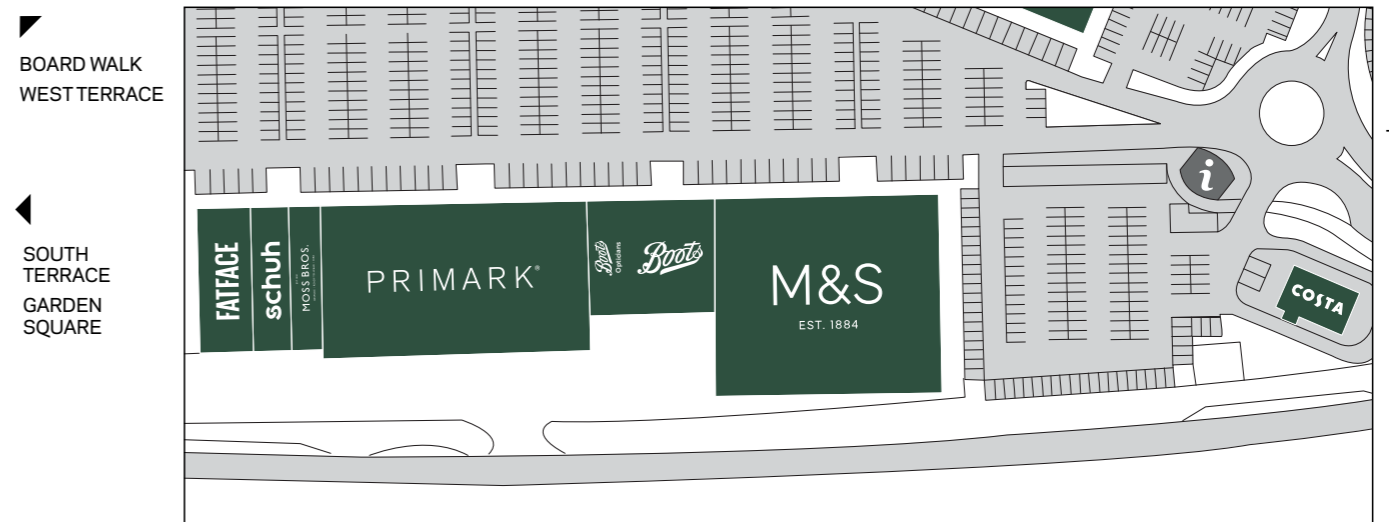 BOARD WALK
WEST TERRACE
SOUTH
TERRACE
GARDEN
SQUARE
FATFACE
schuh
MOSS BROS.
PRIMARK®
Boots
Opticians
Boots
M&S
EST. 1884
i
COSTA